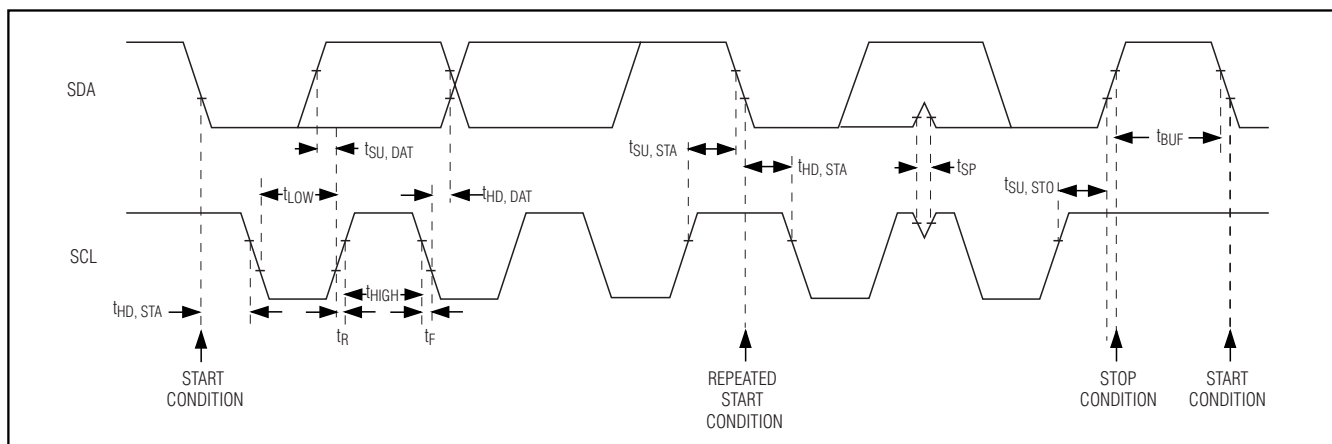 SDA
tSU, DAT
tSU, STA
tHD, STA
tSP
tBUF
tSU, STO
tLOW
tHD, DAT
SCL
tHIGH
tHD, STA
tR
tF
START
CONDITION
REPEATED
START
CONDITION
STOP
CONDITION
START
CONDITION